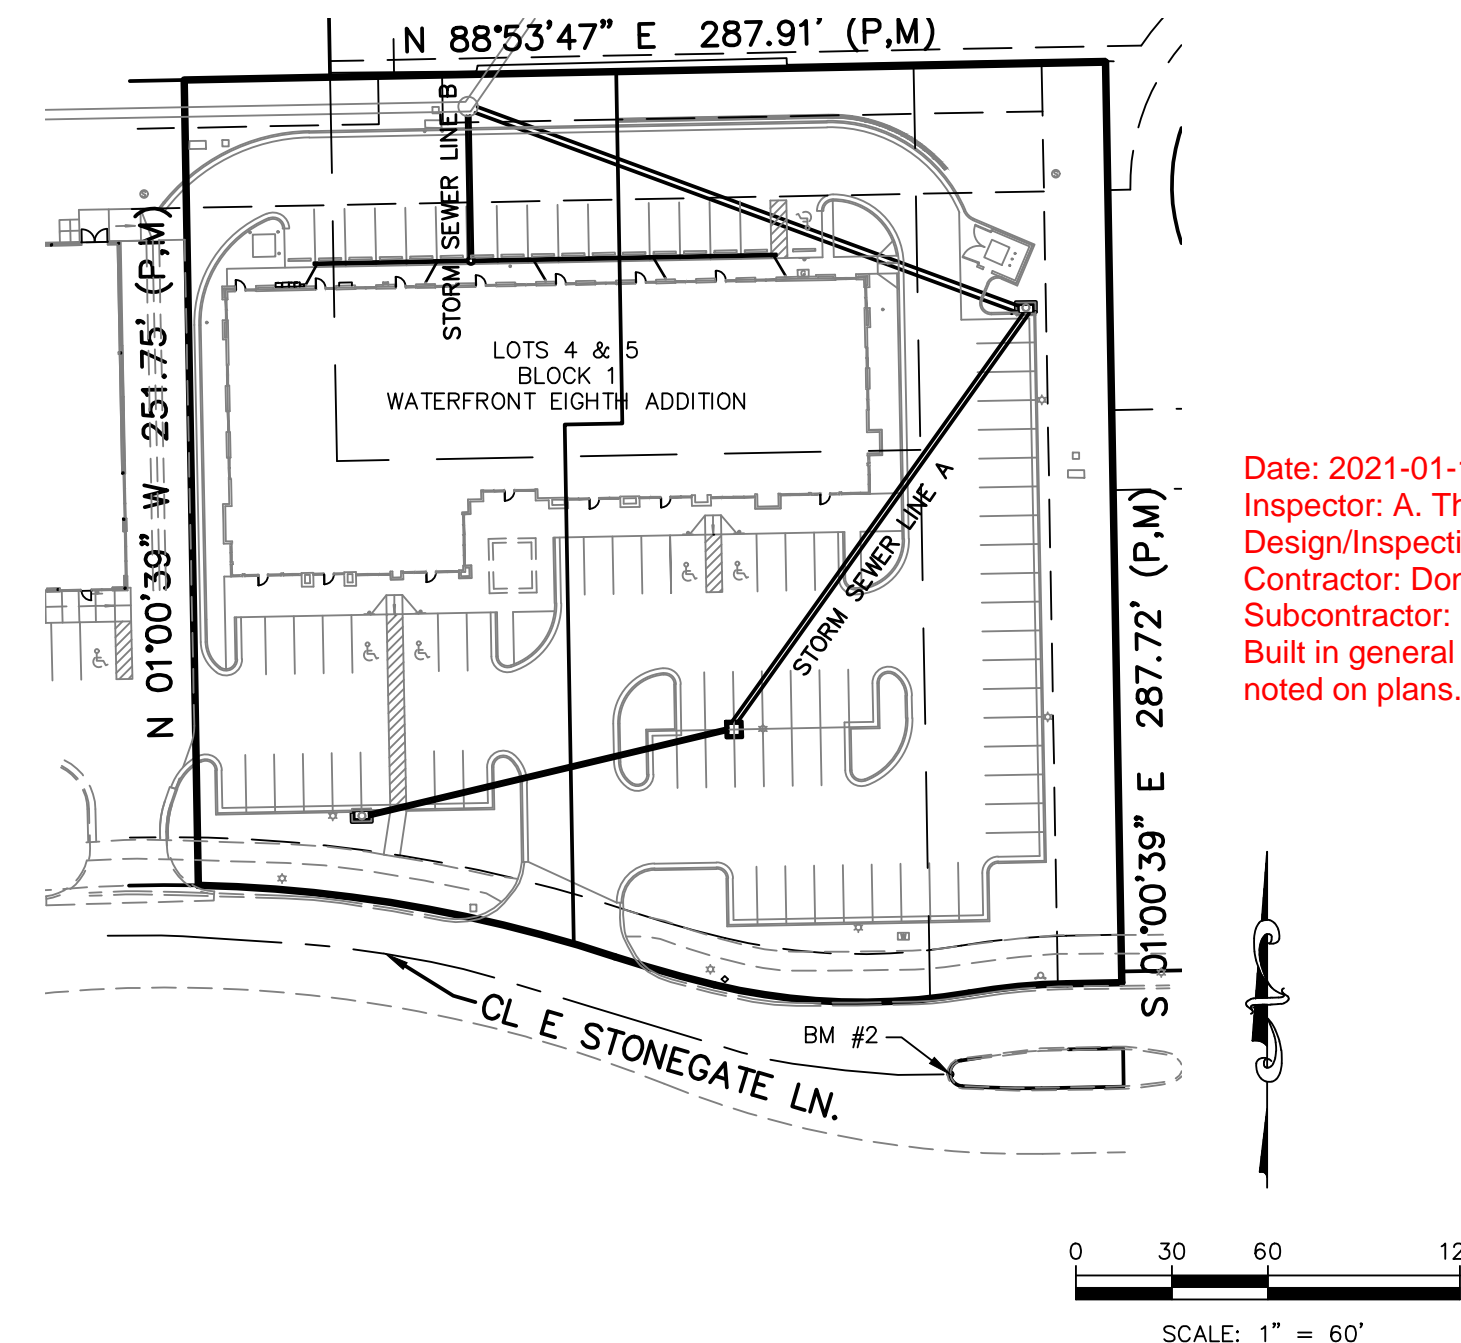 N 88°53'47" E 287.91' (P,M)
STORM SEWER LINE B
N 01°00'39" W 251.75' (P,M)
LOTS 4 & 5
BLOCK 1
WATERFRONT EIGHTH ADDITION
STORM SEWER LINE A
S 01°00'39" E 287.72' (P,M)
Date: 2021-01-
Inspector: A. Th
Design/Inspecti
Contractor: Dor
Subcontractor:
Built in general
noted on plans.
CL E STONEGATE LN.
BM #2
0 30 60 12
SCALE: 1" = 60'